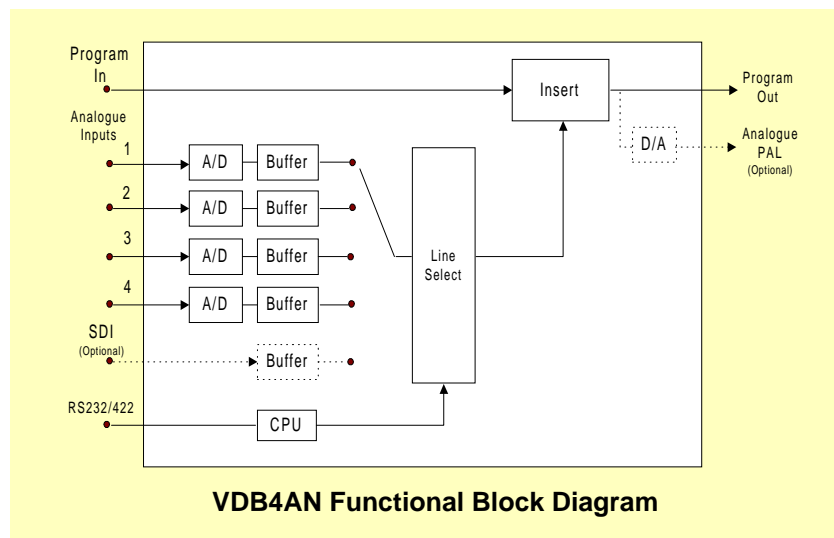 Program
In
Insert
Program
Out
Analogue
Inputs
D/A
Analogue
PAL
(Optional)
1
A/D
Buffer
2
A/D
Buffer
3
A/D
Buffer
Line
Select
4
A/D
Buffer
SDI
(Optional)
Buffer
RS232/422
CPU
VDB4AN Functional Block Diagram